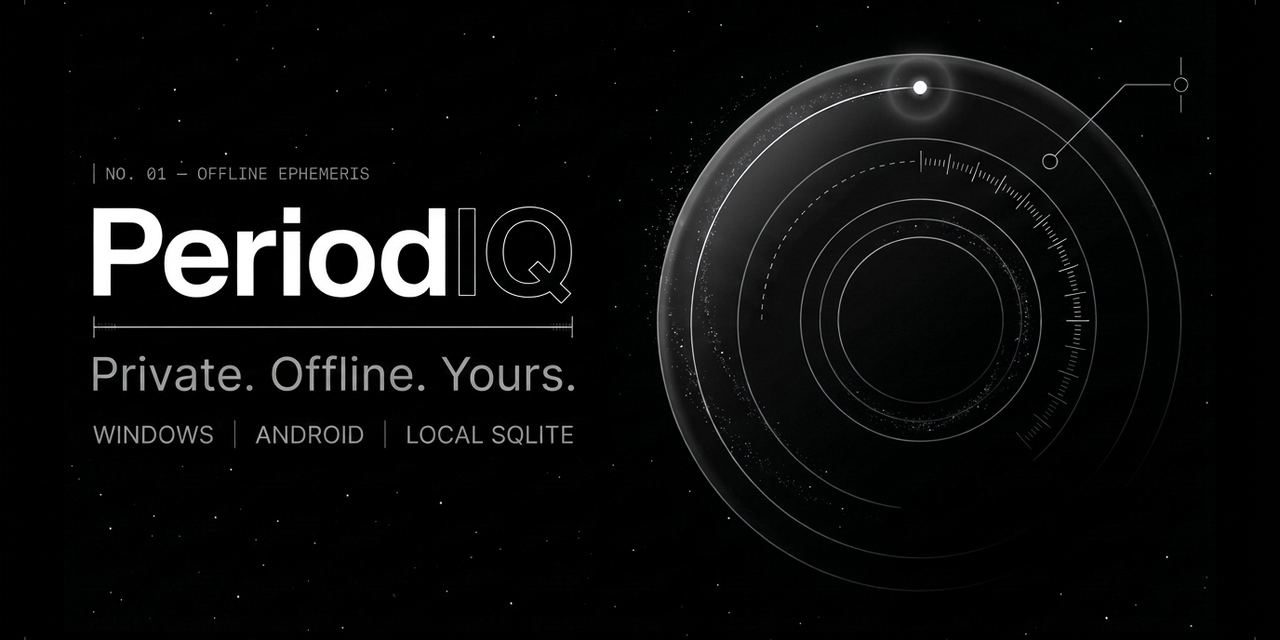 NO. 01 — OFFLINE EPHEMERIS
PeriodIQ
Private. Offline. Yours.
WINDOWS | ANDROID | LOCAL SQLITE